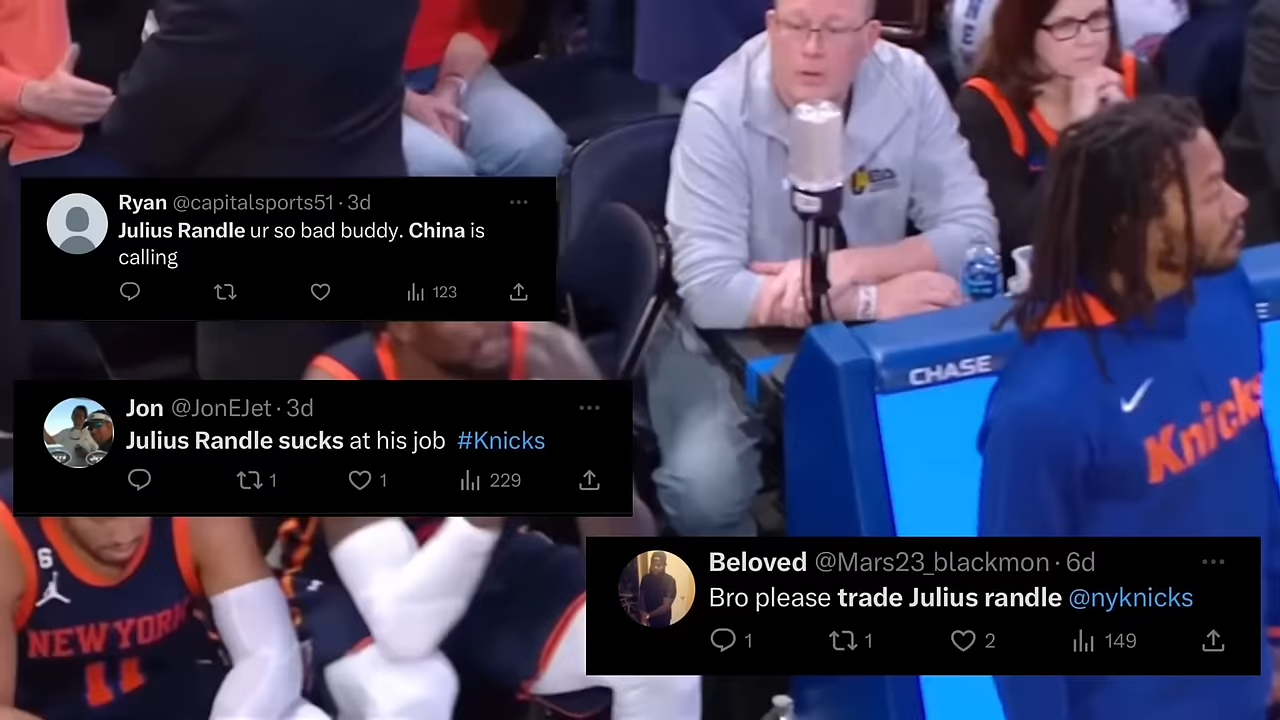 Ryan @capitalsports51 · 3d
Julius Randle ur so bad buddy. China is
calling
123
CHASE
Jon @JonEJet · 3d
Julius Randle sucks at his job #Knicks
1 1 229
Knicks
6
NEW YORK
11
Beloved @Mars23_blackmon · 6d
Bro please trade Julius randle @nyknicks
1 1 2 149